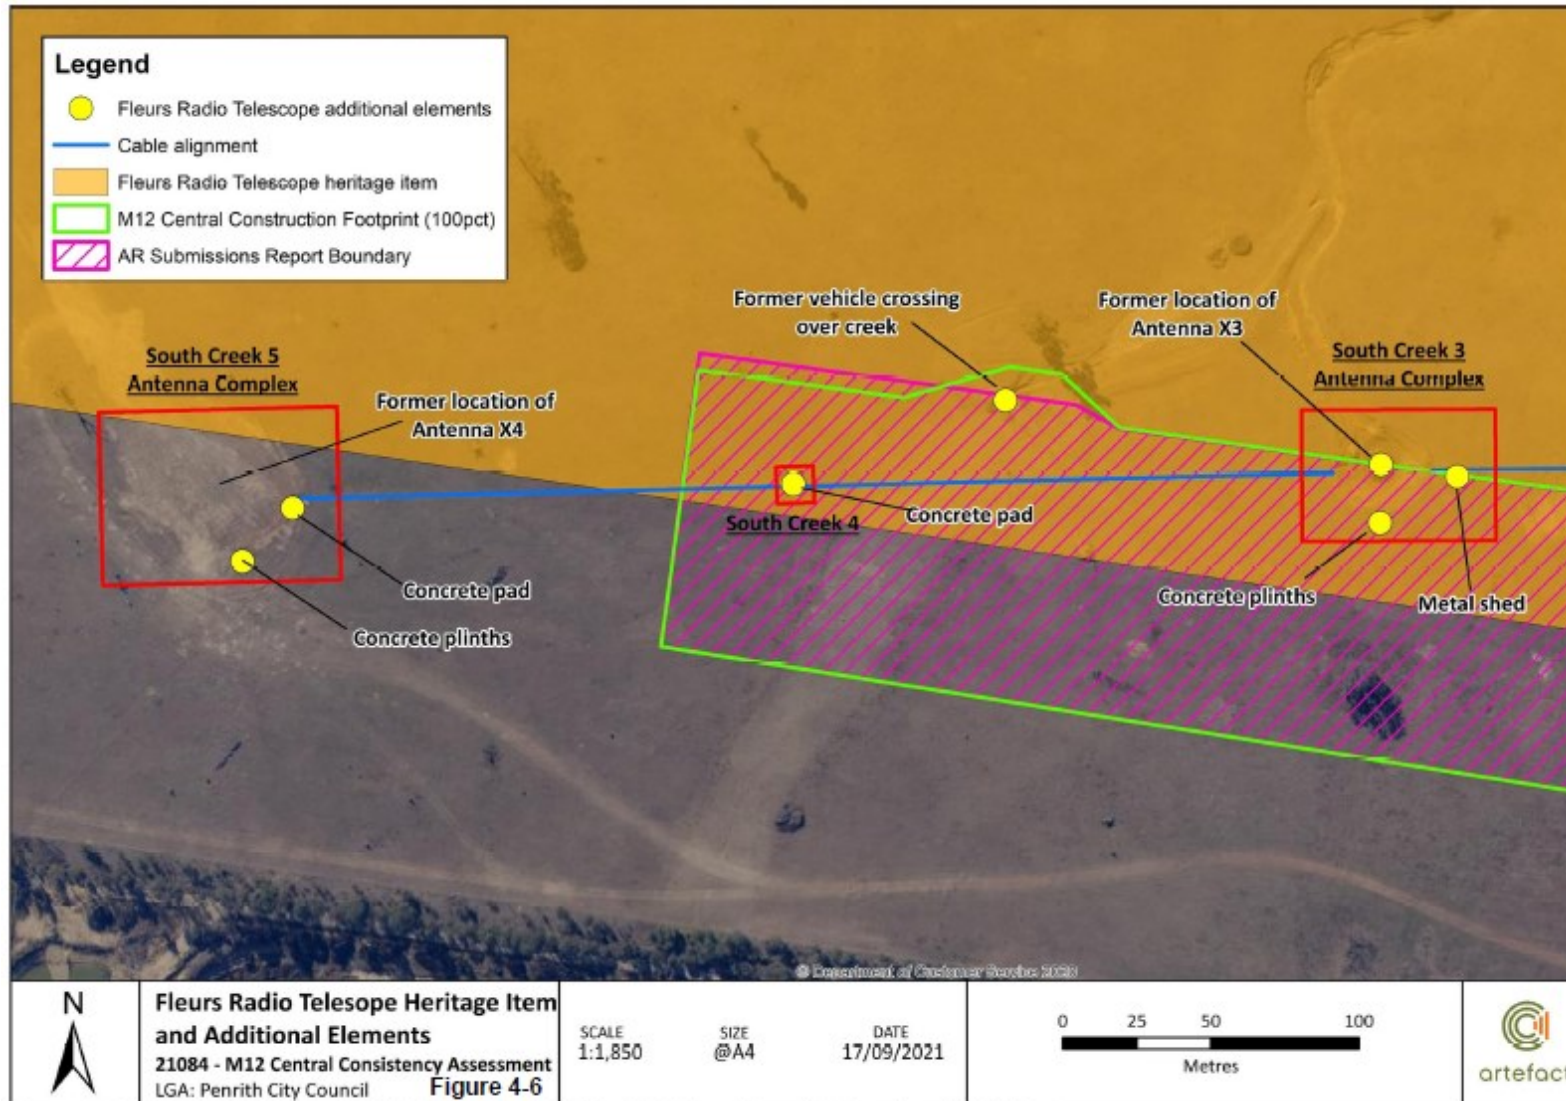 Legend
Fleurs Radio Telescope additional elements
Cable alignment
Fleurs Radio Telescope heritage item
M12 Central Construction Footprint (100pct)
AR Submissions Report Boundary
Former vehicle crossing
over creek
Former location of
Antenna X3
South Creek 3
Antenna Complex
South Creek 5
Antenna Complex
Former location of
Antenna X4
Concrete pad
South Creek 4
Concrete pad
Concrete plinths
Concrete plinths
Metal shed
© Department of Customer Service 2020
N
Fleurs Radio Telesope Heritage Item
and Additional Elements
21084 - M12 Central Consistency Assessment
LGA: Penrith City Council
Figure 4-6
SCALE
1:1,850
SIZE
@A4
DATE
17/09/2021
0 25 50 100
Metres
artefact